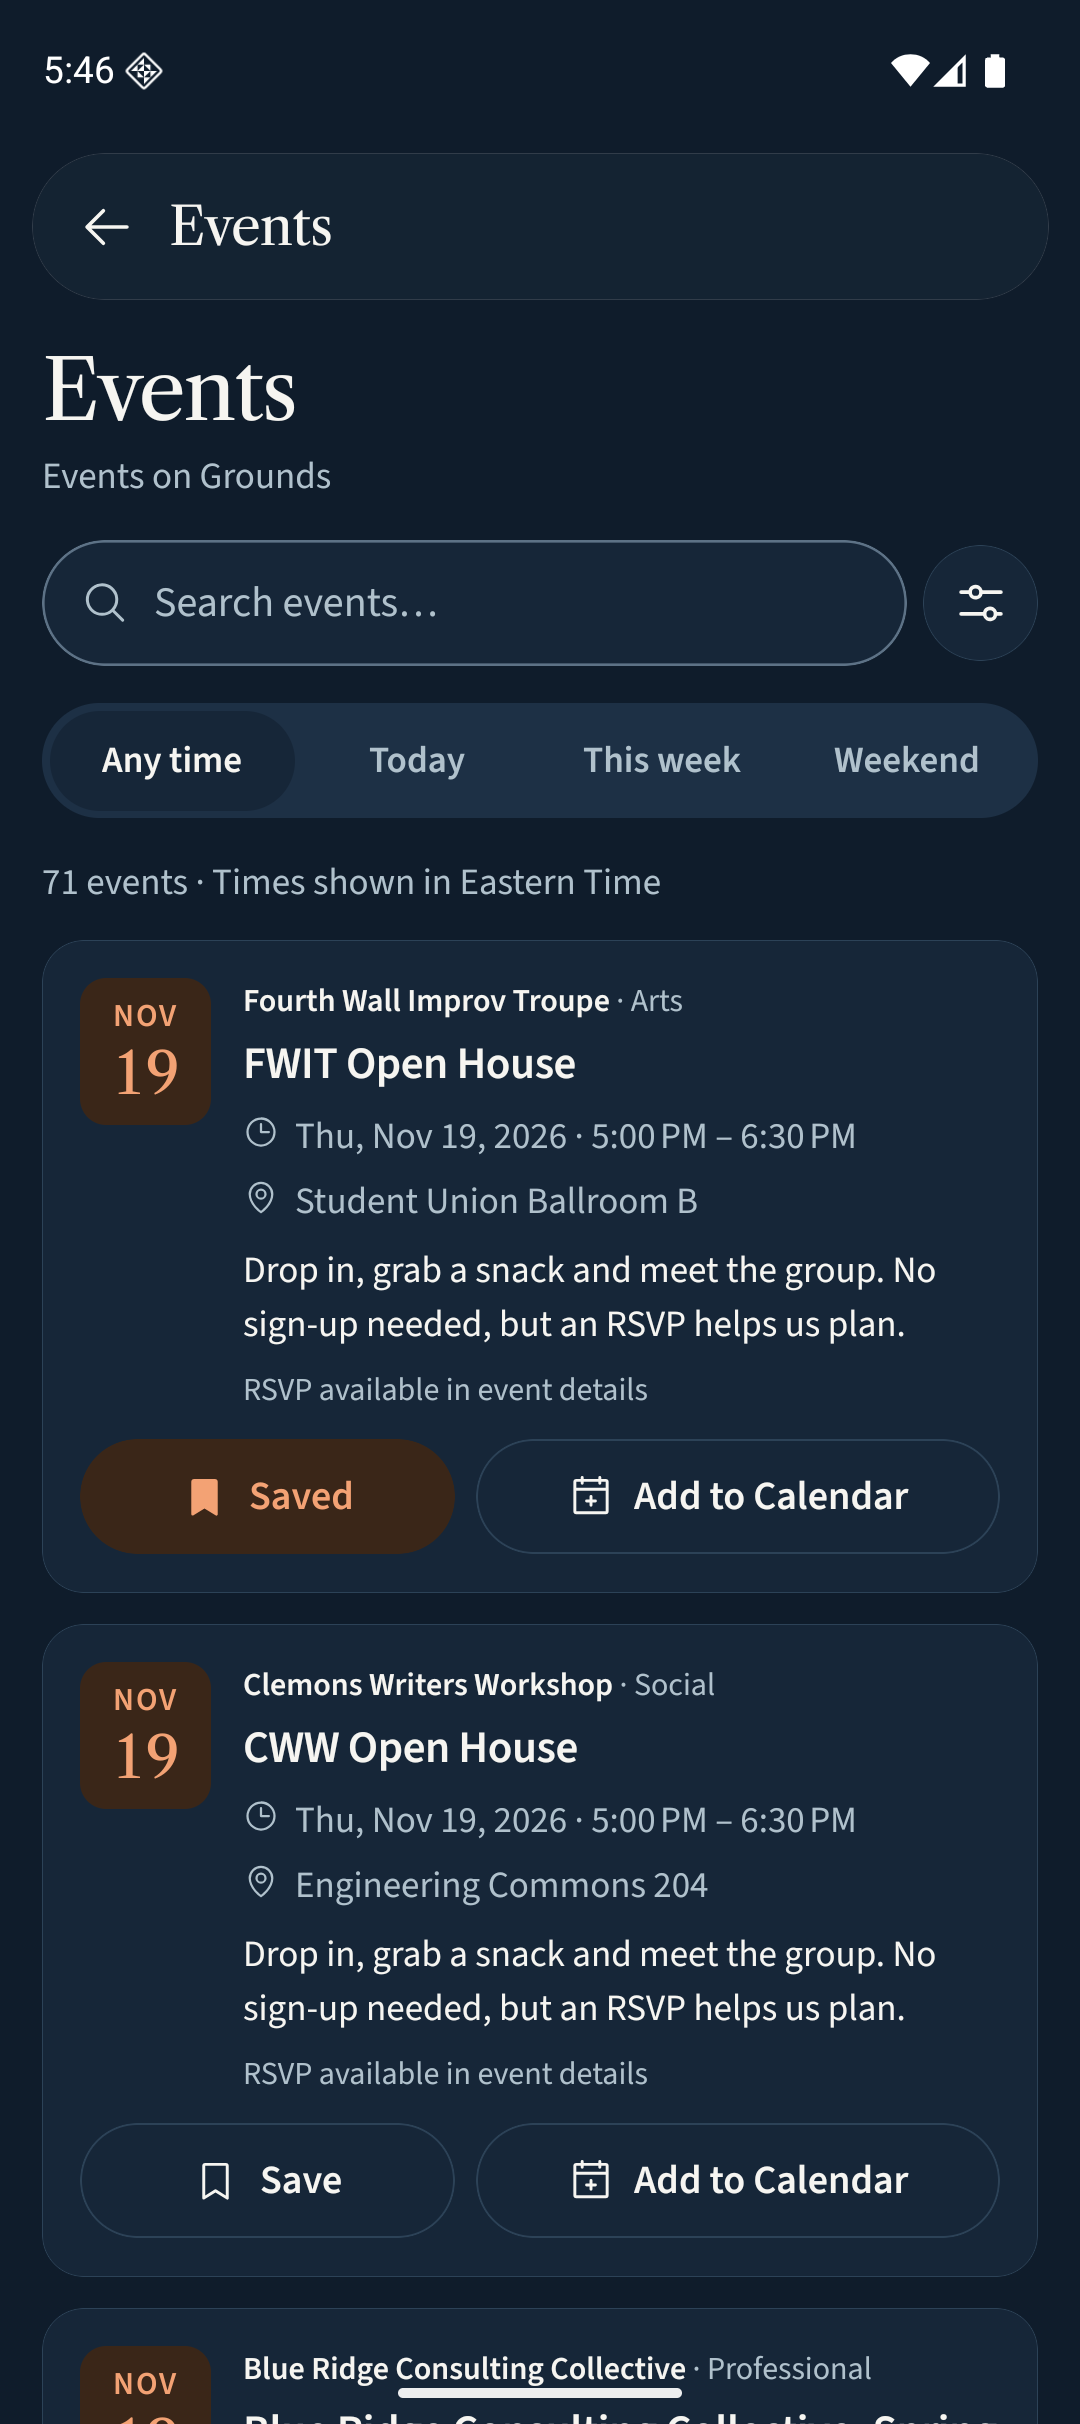 5:46
Events
Events
Events on Grounds
Search events…
Any time
Today
This week
Weekend
71 events · Times shown in Eastern Time
NOV
19
Fourth Wall Improv Troupe · Arts
FWIT Open House
Thu, Nov 19, 2026 · 5:00 PM – 6:30 PM
Student Union Ballroom B
Drop in, grab a snack and meet the group. No
sign-up needed, but an RSVP helps us plan.
RSVP available in event details
Saved
Add to Calendar
NOV
19
Clemons Writers Workshop · Social
CWW Open House
Thu, Nov 19, 2026 · 5:00 PM – 6:30 PM
Engineering Commons 204
Drop in, grab a snack and meet the group. No
sign-up needed, but an RSVP helps us plan.
RSVP available in event details
Save
Add to Calendar
NOV
Blue Ridge Consulting Collective · Professional
Blue Ridge Consulting Collective: Spring